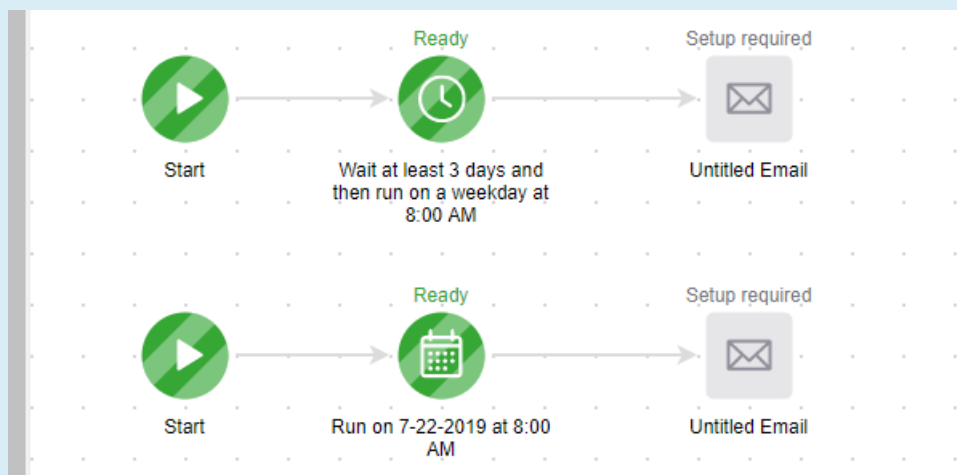 Ready
Setup required
Start
Wait at least 3 days and
then run on a weekday at
8:00 AM
Untitled Email
Ready
Setup required
Start
Run on 7-22-2019 at 8:00
AM
Untitled Email